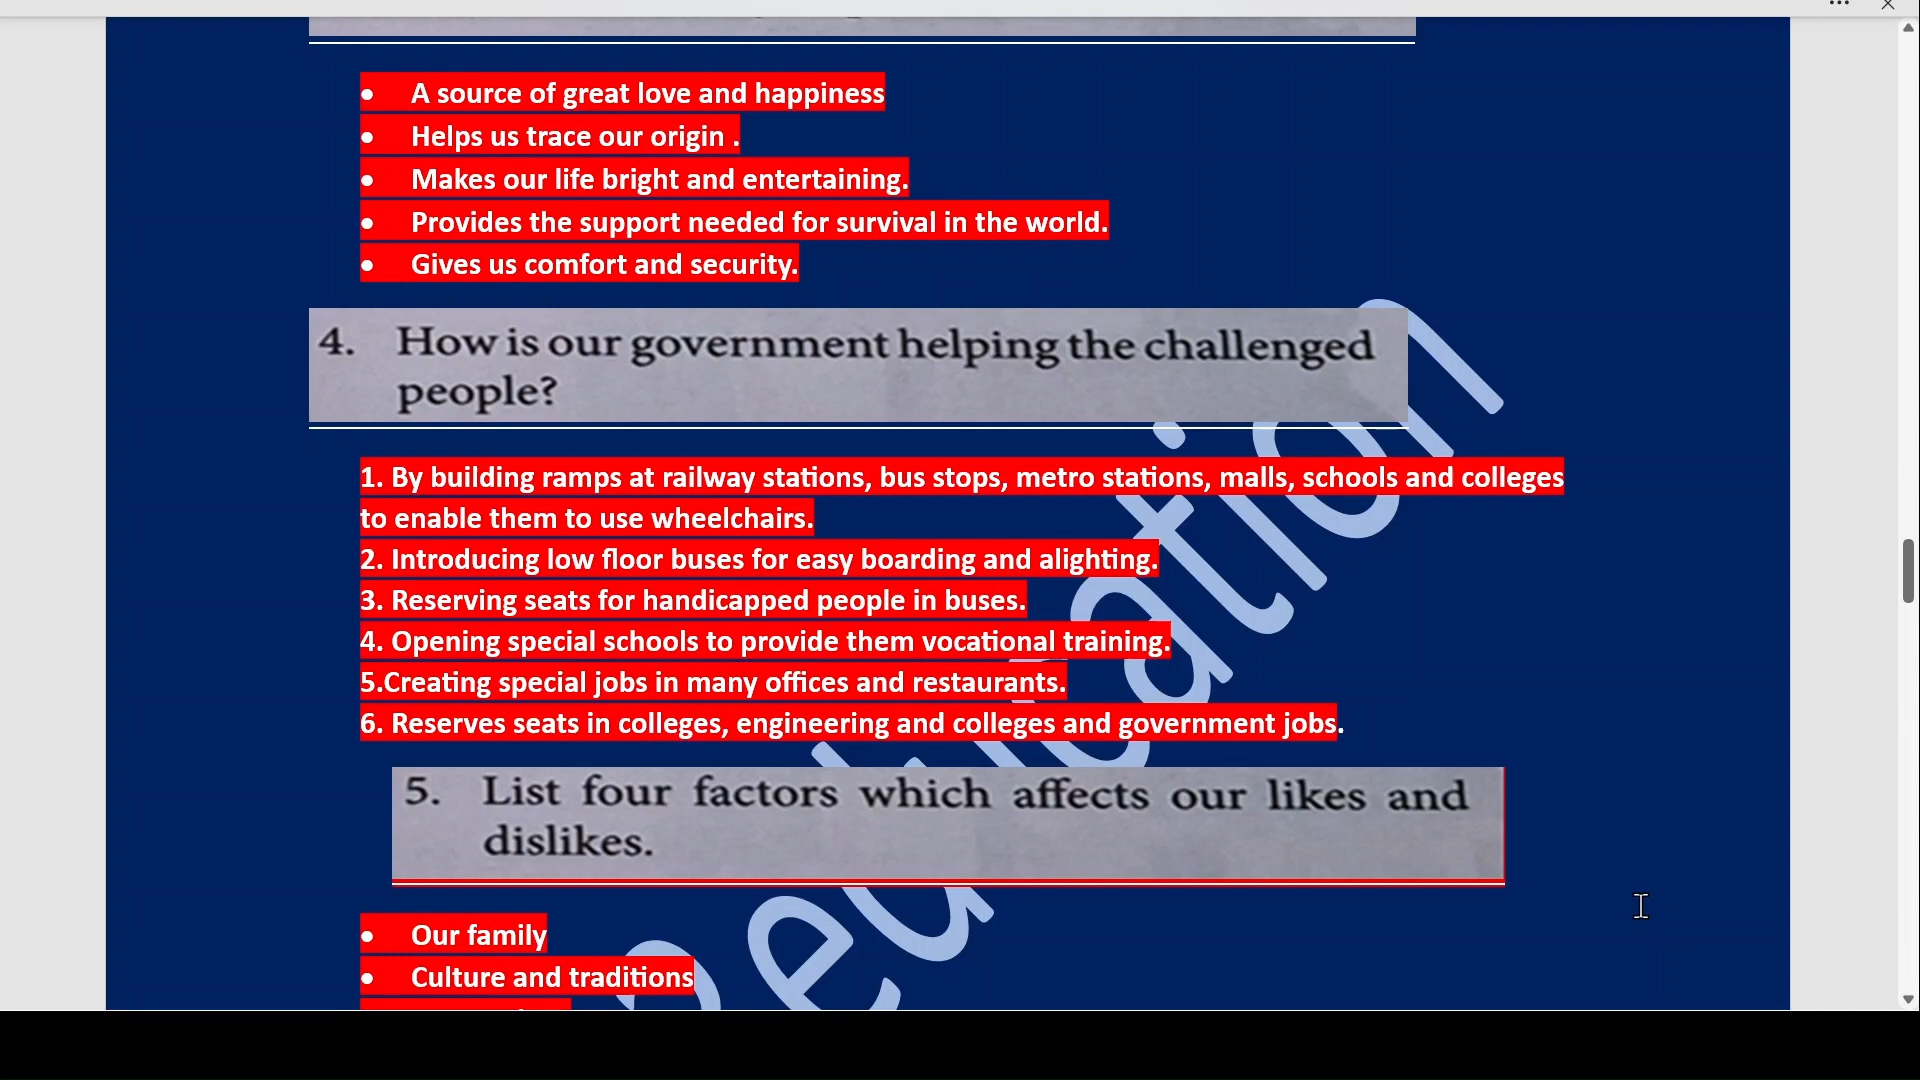 • A source of great love and happiness
• Helps us trace our origin .
• Makes our life bright and entertaining.
• Provides the support needed for survival in the world.
• Gives us comfort and security.
4. How is our government helping the challenged
people?
1. By building ramps at railway stations, bus stops, metro stations, malls, schools and colleges
to enable them to use wheelchairs.
2. Introducing low floor buses for easy boarding and alighting.
3. Reserving seats for handicapped people in buses.
4. Opening special schools to provide them vocational training.
5.Creating special jobs in many offices and restaurants.
6. Reserves seats in colleges, engineering and colleges and government jobs.
5. List four factors which affects our likes and
dislikes.
• Our family
• Culture and traditions